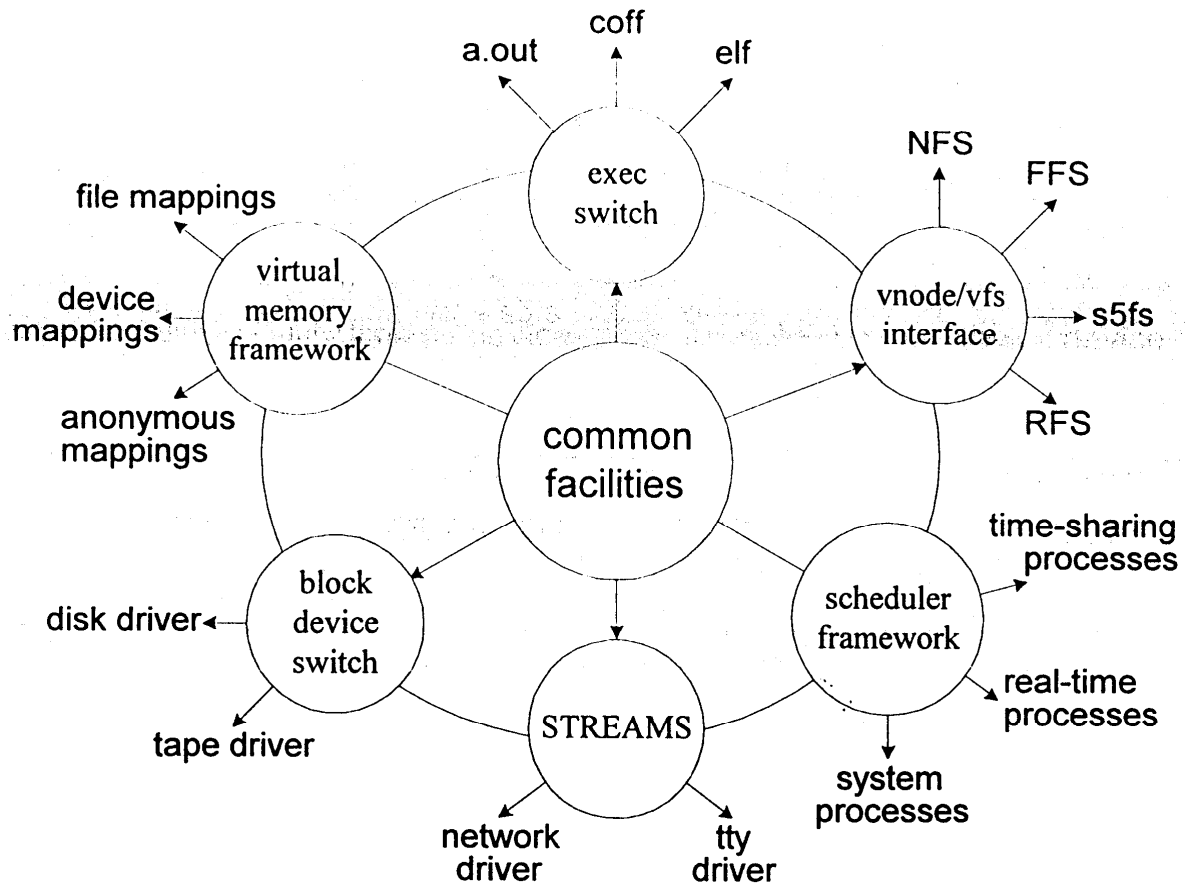 coff
a.out
elf
exec
switch
NFS
FFS
file mappings
virtual
memory
framework
device
mappings
vnode/vfs
interface
s5fs
anonymous
mappings
RFS
common
facilities
time-sharing
processes
block
device
switch
disk driver
scheduler
framework
real-time
processes
tape driver
STREAMS
system
processes
network
driver
tty
driver